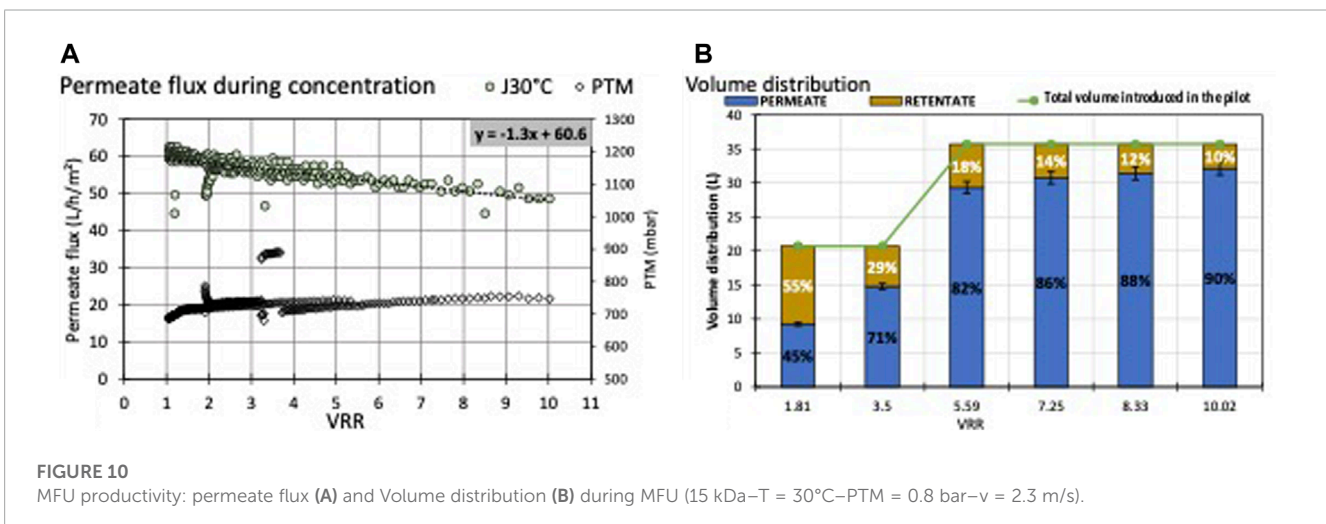 A
Permeate flux during concentration
J30°C
PTM
y = -1.3x + 60.6
Permeate flux (L/h/m²)
70
60
50
40
30
20
10
0
0 1 2 3 4 5 6 7 8 9 10 11
VRR
1300
1200
1100
1000
900
800
700
600
500
PTM (mbar)
B
Volume distribution
PERMEATE
RETENTATE
Total volume introduced in the pilot
Volume distribution (L)
40
35
30
25
20
15
10
5
0
55% 29% 18% 14% 12% 10%
45% 71% 82% 86% 88% 90%
1.81 3.5 5.59 7.25 8.33 10.02
VRR
FIGURE 10
MFU productivity: permeate flux (A) and Volume distribution (B) during MFU (15 kDa–T = 30°C–PTM = 0.8 bar–v = 2.3 m/s).